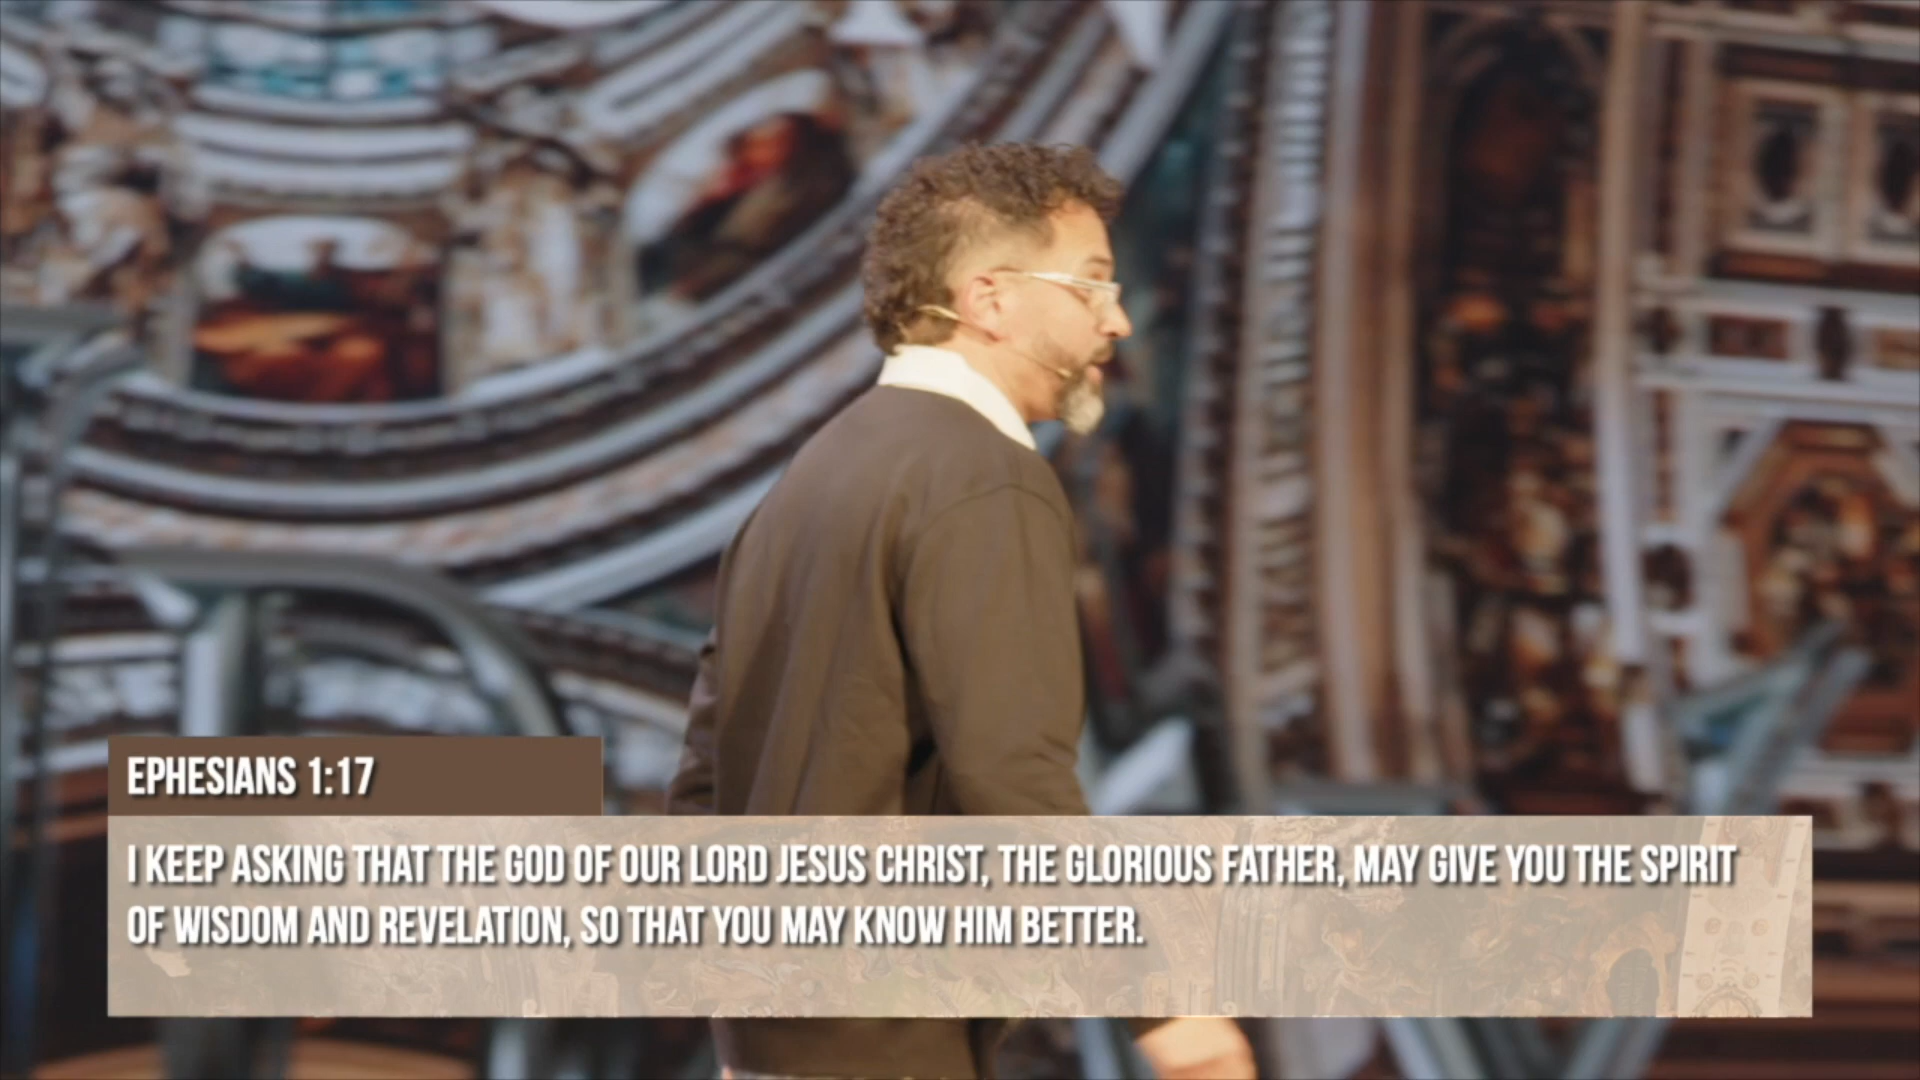 EPHESIANS 1:17
I KEEP ASKING THAT THE GOD OF OUR LORD JESUS CHRIST, THE GLORIOUS FATHER, MAY GIVE YOU THE SPIRIT
OF WISDOM AND REVELATION, SO THAT YOU MAY KNOW HIM BETTER.